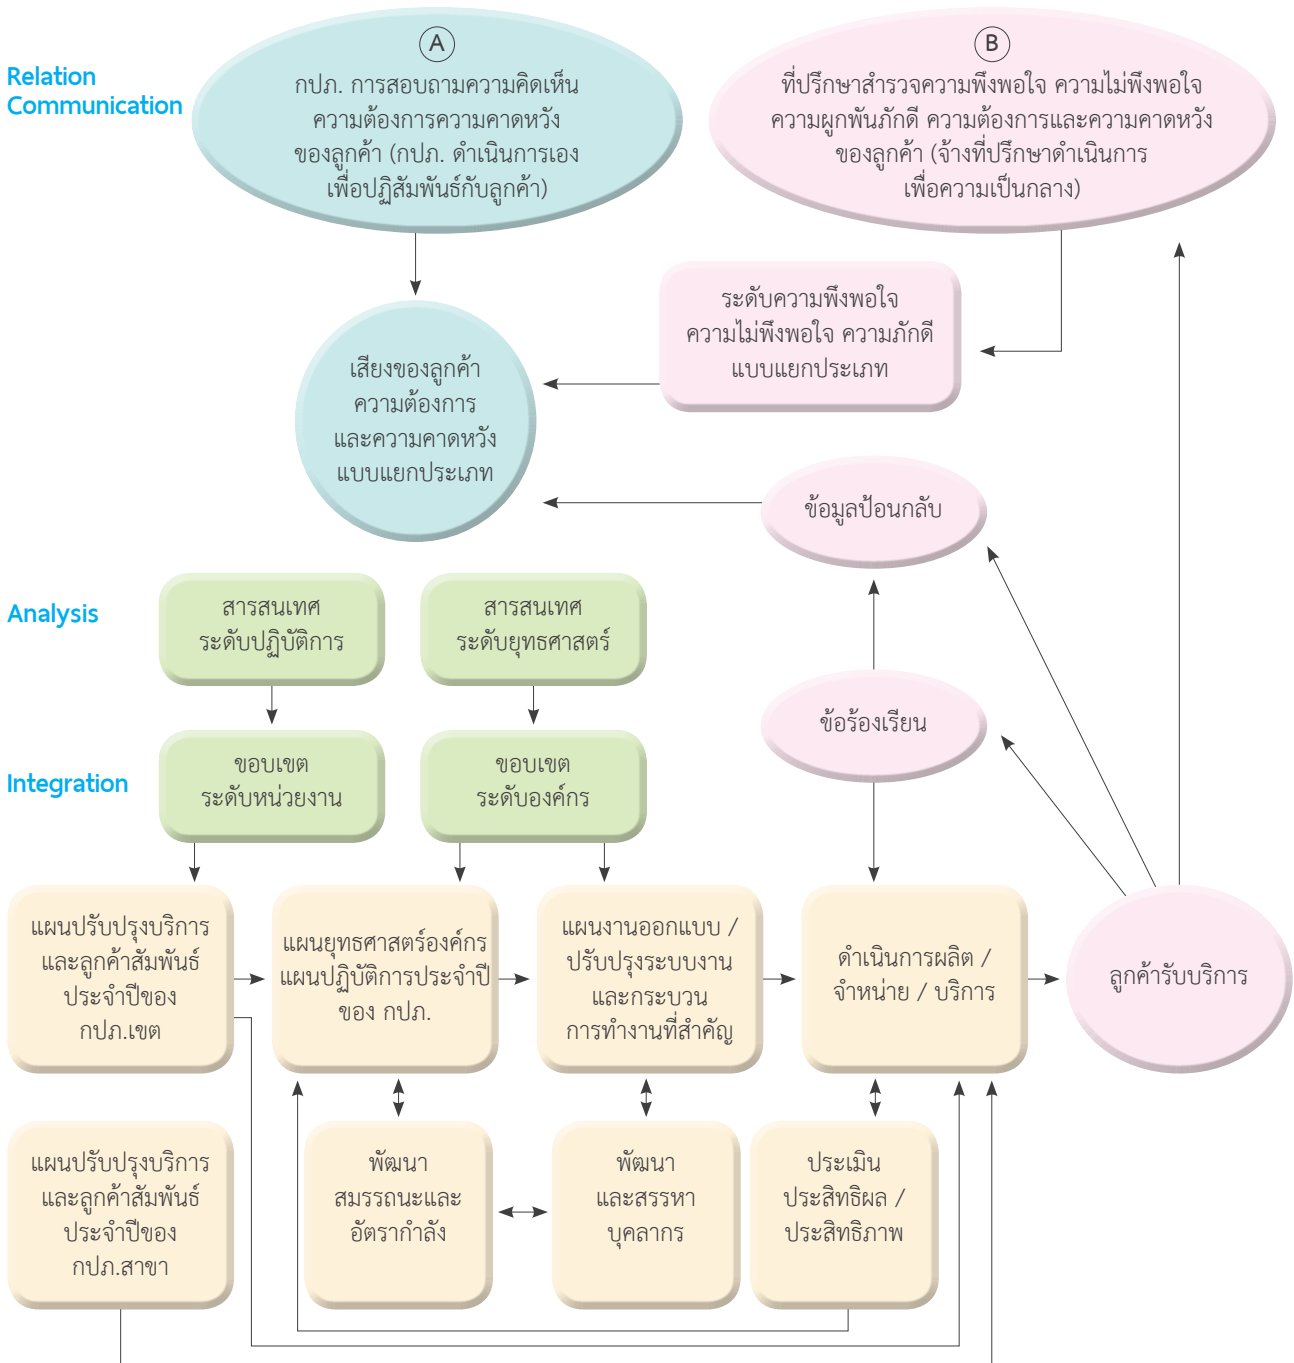 Relation
Communication
A
กปภ. การสอบถามความคิดเห็น
ความต้องการความคาดหวัง
ของลูกค้า (กปภ. ดำเนินการเอง
เพื่อปฏิสัมพันธ์กับลูกค้า)
B
ที่ปรึกษาสำรวจความพึงพอใจ ความไม่พึงพอใจ
ความผูกพันภักดี ความต้องการและความคาดหวัง
ของลูกค้า (จ้างที่ปรึกษาดำเนินการ
เพื่อความเป็นกลาง)
ระดับความพึงพอใจ
ความไม่พึงพอใจ ความภักดี
แบบแยกประเภท
เสียงของลูกค้า
ความต้องการ
และความคาดหวัง
แบบแยกประเภท
ข้อมูลป้อนกลับ
Analysis
สารสนเทศ
ระดับปฏิบัติการ
สารสนเทศ
ระดับยุทธศาสตร์
ข้อร้องเรียน
Integration
ขอบเขต
ระดับหน่วยงาน
ขอบเขต
ระดับองค์กร
แผนปรับปรุงบริการ
และลูกค้าสัมพันธ์
ประจำปีของ
กปภ.เขต
แผนยุทธศาสตร์องค์กร
แผนปฏิบัติการประจำปี
ของ กปภ.
แผนงานออกแบบ /
ปรับปรุงระบบงาน
และกระบวน
การทำงานที่สำคัญ
ดำเนินการผลิต /
จำหน่าย / บริการ
ลูกค้ารับบริการ
แผนปรับปรุงบริการ
และลูกค้าสัมพันธ์
ประจำปีของ
กปภ.สาขา
พัฒนา
สมรรถนะและ
อัตรากำลัง
พัฒนา
และสรรหา
บุคลากร
ประเมิน
ประสิทธิผล /
ประสิทธิภาพ